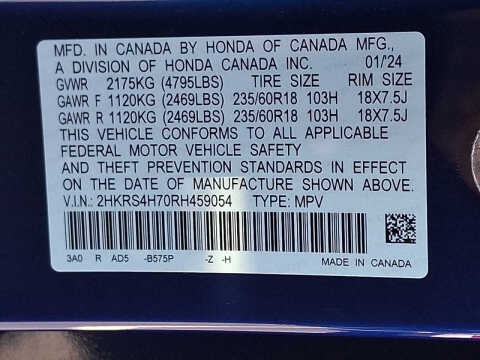 MFD. IN CANADA BY HONDA OF CANADA MFG.,
A DIVISION OF HONDA CANADA INC. 01/'24
GVWR 2175KG (4795LBS) TIRE SIZE RIM SIZE
GAWR F 1120KG (2469LBS) 235/60R18 103H 18X7.5J
GAWR R 1120KG (2469LBS) 235/60R18 103H 18X7.5J
THIS VEHICLE CONFORMS TO ALL APPLICABLE
FEDERAL MOTOR VEHICLE SAFETY
AND THEFT PREVENTION STANDARDS IN EFFECT
ON THE DATE OF MANUFACTURE SHOWN ABOVE.
V.I.N.: 2HKRS4H70RH459054 TYPE: MPV
3A0 R AD5 -B575P -Z -H
MADE IN CANADA